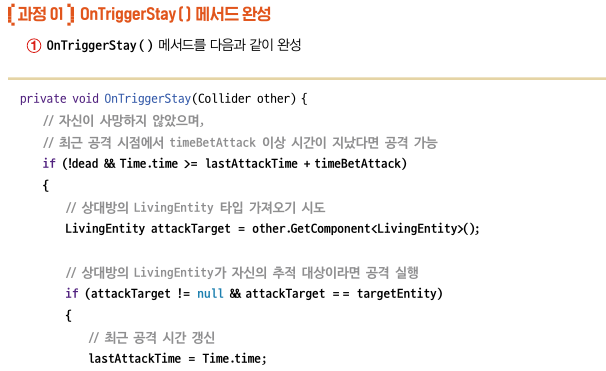 과정 01 OnTriggerStay() 메서드 완성
① OnTriggerStay() 메서드를 다음과 같이 완성
private void OnTriggerStay(Collider other) {
// 자신이 사망하지 않았으며,
// 최근 공격 시점에서 timeBetAttack 이상 시간이 지났다면 공격 가능
if (!dead && Time.time >= lastAttackTime + timeBetAttack)
{
// 상대방의 LivingEntity 타입 가져오기 시도
LivingEntity attackTarget = other.GetComponent<LivingEntity>();
// 상대방의 LivingEntity가 자신의 추적 대상이라면 공격 실행
if (attackTarget != null && attackTarget == targetEntity)
{
// 최근 공격 시간 갱신
lastAttackTime = Time.time;